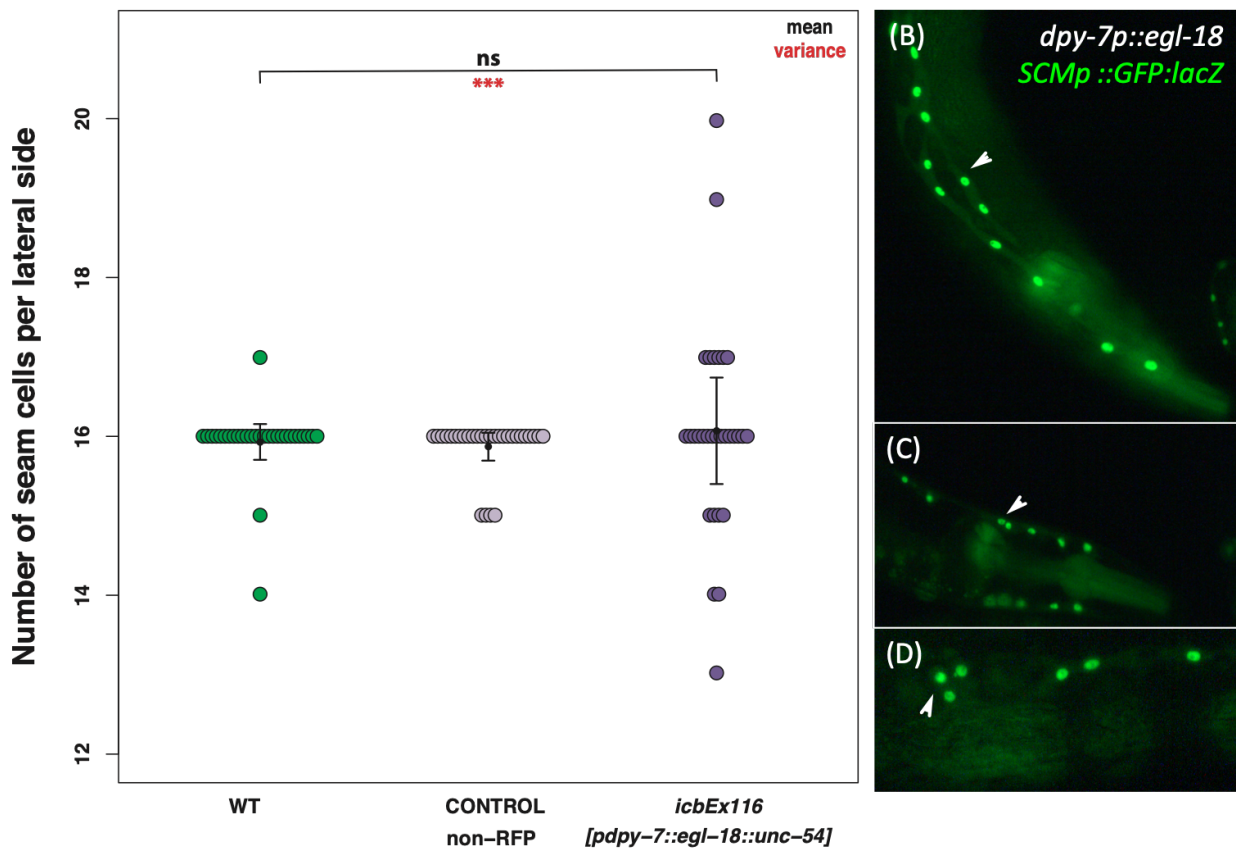 Number of seam cells per lateral side
20
18
16
14
12
mean
variance
ns
***
WT
CONTROL
non−RFP
icbEx116
[pdpy−7::egl−18::unc−54]
(B)
dpy-7p::egl-18
SCMp ::GFP:lacZ
(C)
(D)